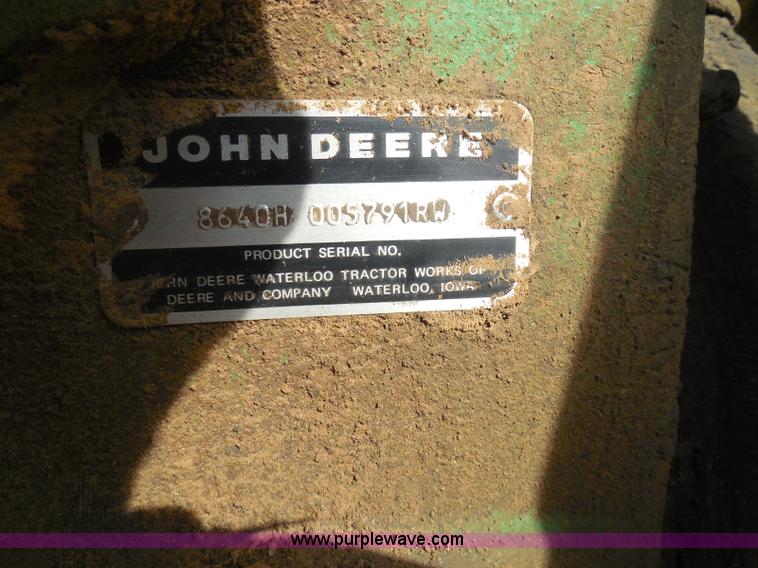 JOHN DEERE
8640H 005791RW
PRODUCT SERIAL NO.
JOHN DEERE WATERLOO TRACTOR WORKS OF
DEERE AND COMPANY WATERLOO, IOWA
www.purplewave.com